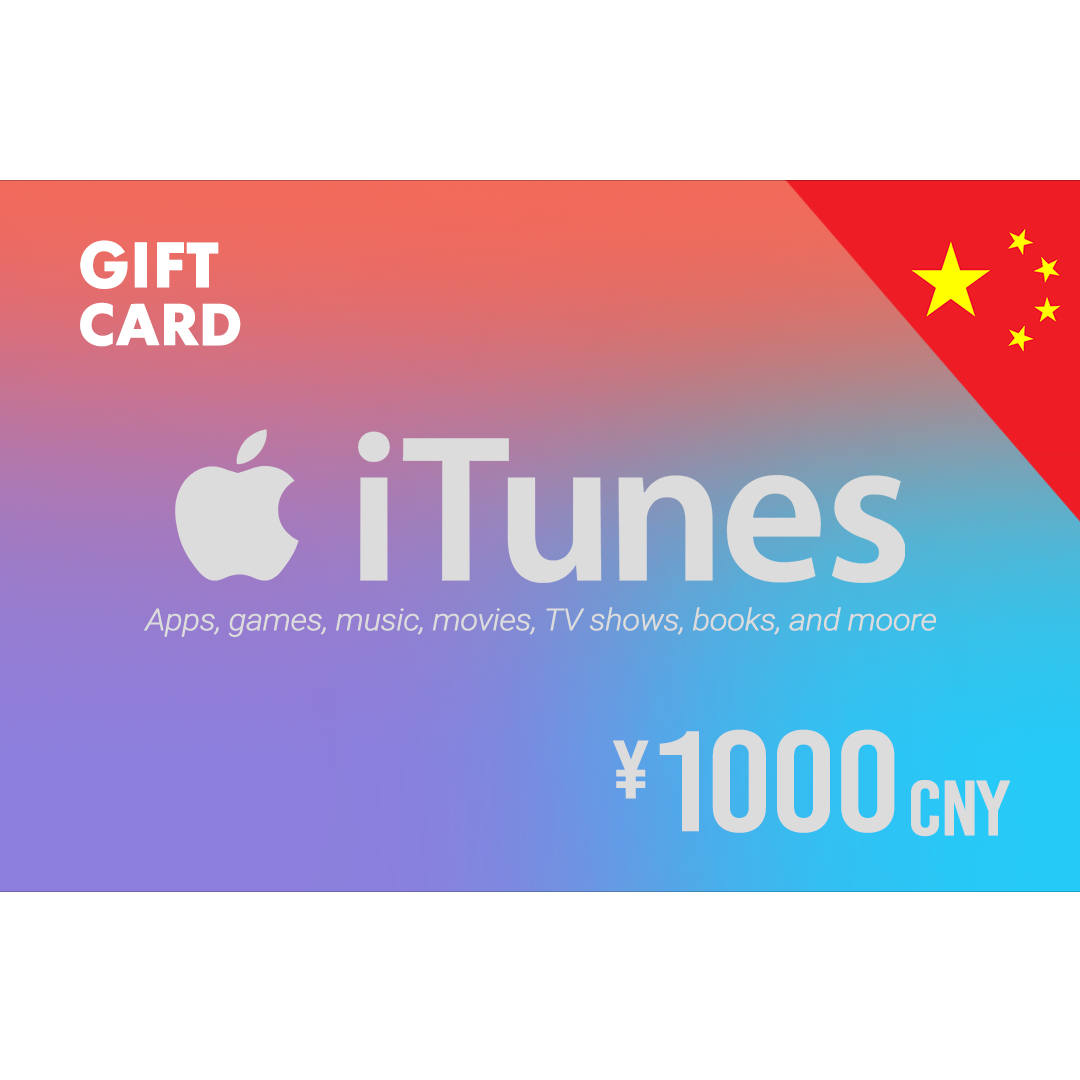 GIFT
CARD
iTunes
Apps, games, music, movies, TV shows, books, and moore
¥1000 CNY